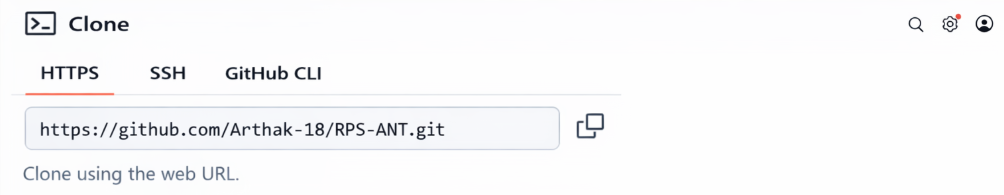 Clone
HTTPS SSH GitHub CLI
https://github.com/Arthak-18/RPS-ANT.git
Clone using the web URL.